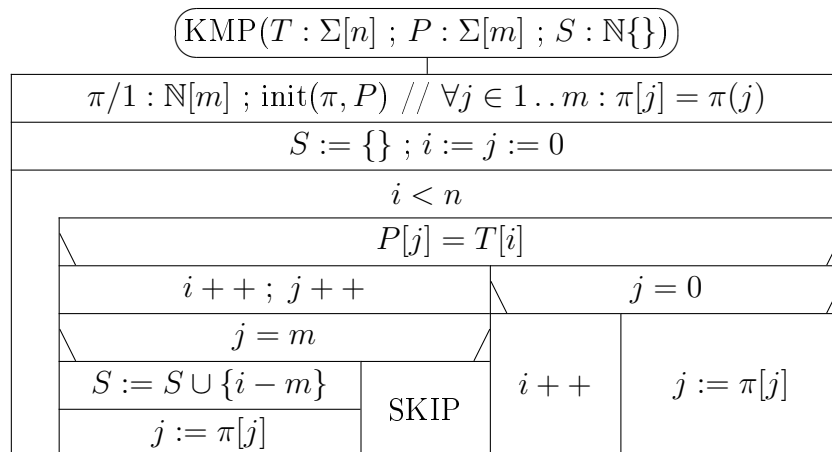 KMP(T : Σ[n] ; P : Σ[m] ; S : ℕ{})
π/1 : ℕ[m] ; init(π, P) // ∀j ∈ 1 . . m : π[j] = π(j)
S := {} ; i := j := 0
i < n
P[j] = T[i]
i + + ; j + +
j = 0
j = m
S := S ∪ {i − m}
SKIP
i + +
j := π[j]
j := π[j]